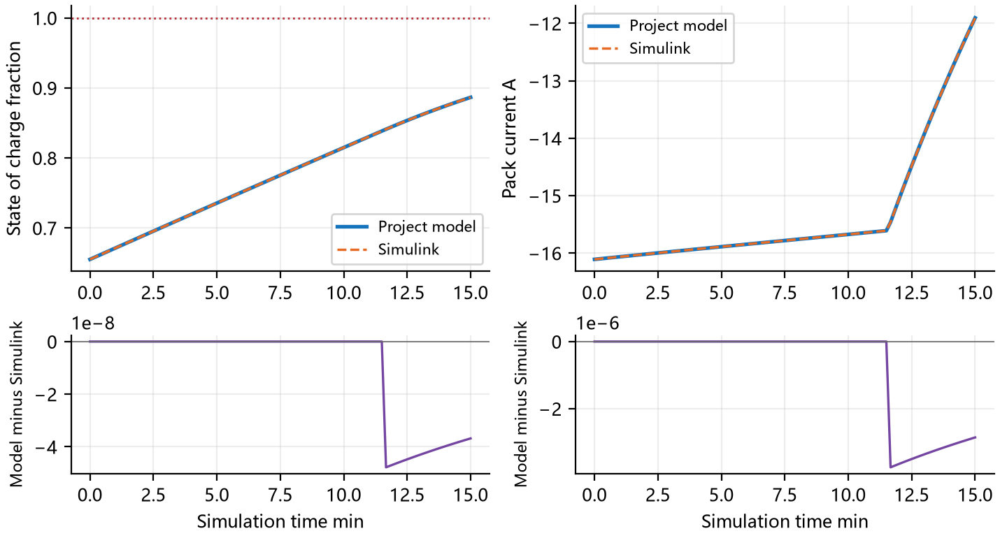 State of charge fraction
1.0
0.9
0.8
0.7
Project model
Simulink
0.0 2.5 5.0 7.5 10.0 12.5 15.0
Pack current A
−12
−13
−14
−15
−16
Project model
Simulink
0.0 2.5 5.0 7.5 10.0 12.5 15.0
Model minus Simulink
1e−8
0
−2
−4
0.0 2.5 5.0 7.5 10.0 12.5 15.0
Simulation time min
Model minus Simulink
1e−6
0
−2
0.0 2.5 5.0 7.5 10.0 12.5 15.0
Simulation time min